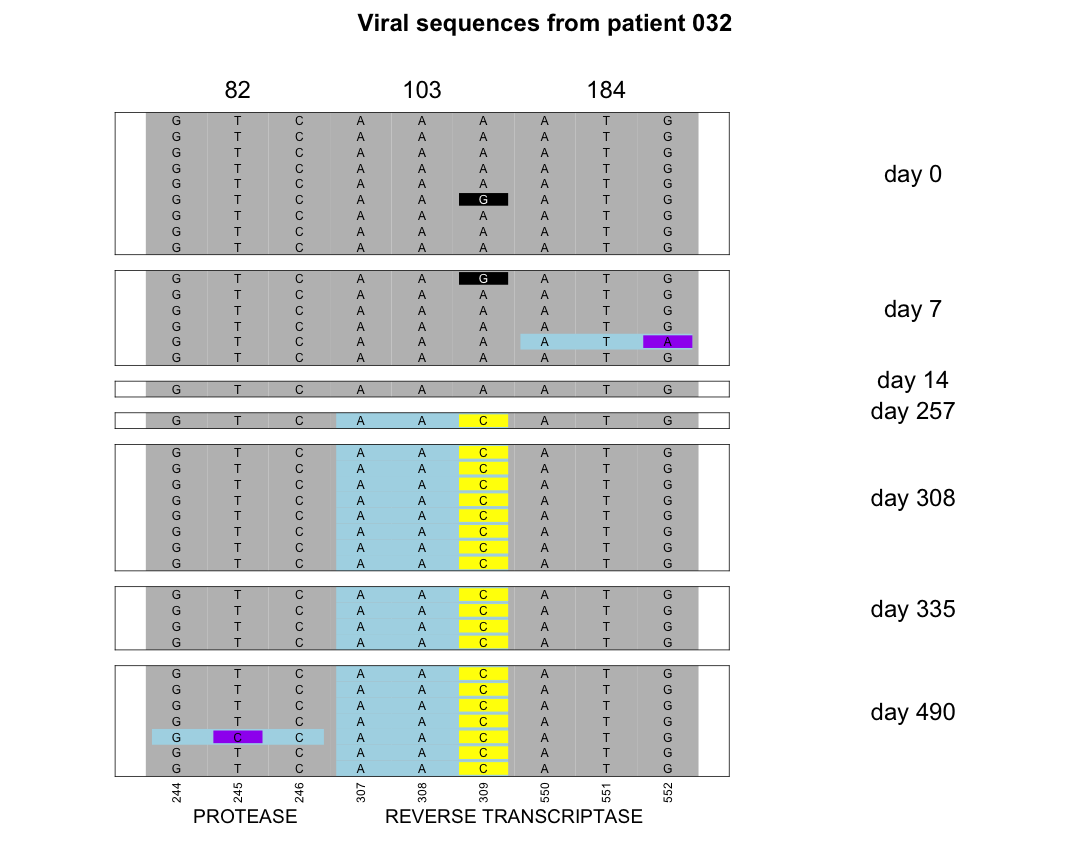 Viral sequences from patient 032
82 103 184
G T C A A A A T G
G T C A A A A T G
G T C A A A A T G
G T C A A A A T G
G T C A A A A T G
G T C A A G A T G
G T C A A A A T G
G T C A A A A T G
G T C A A A A T G
day 0
G T C A A G A T G
G T C A A A A T G
G T C A A A A T G
G T C A A A A T G
G T C A A A A T A
G T C A A A A T G
day 7
G T C A A A A T G
day 14
G T C A A C A T G
day 257
G T C A A C A T G
G T C A A C A T G
G T C A A C A T G
G T C A A C A T G
G T C A A C A T G
G T C A A C A T G
G T C A A C A T G
G T C A A C A T G
day 308
G T C A A C A T G
G T C A A C A T G
G T C A A C A T G
G T C A A C A T G
day 335
G T C A A C A T G
G T C A A C A T G
G T C A A C A T G
G T C A A C A T G
G C C A A C A T G
G T C A A C A T G
G T C A A C A T G
day 490
244 245 246 307 308 309 550 551 552
PROTEASE REVERSE TRANSCRIPTASE